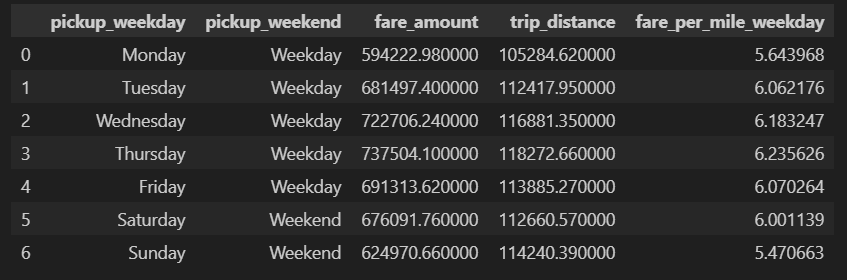 pickup_weekday pickup_weekend fare_amount trip_distance fare_per_mile_weekday
0 Monday Weekday 594222.980000 105284.620000 5.643968
1 Tuesday Weekday 681497.400000 112417.950000 6.062176
2 Wednesday Weekday 722706.240000 116881.350000 6.183247
3 Thursday Weekday 737504.100000 118272.660000 6.235626
4 Friday Weekday 691313.620000 113885.270000 6.070264
5 Saturday Weekend 676091.760000 112660.570000 6.001139
6 Sunday Weekend 624970.660000 114240.390000 5.470663